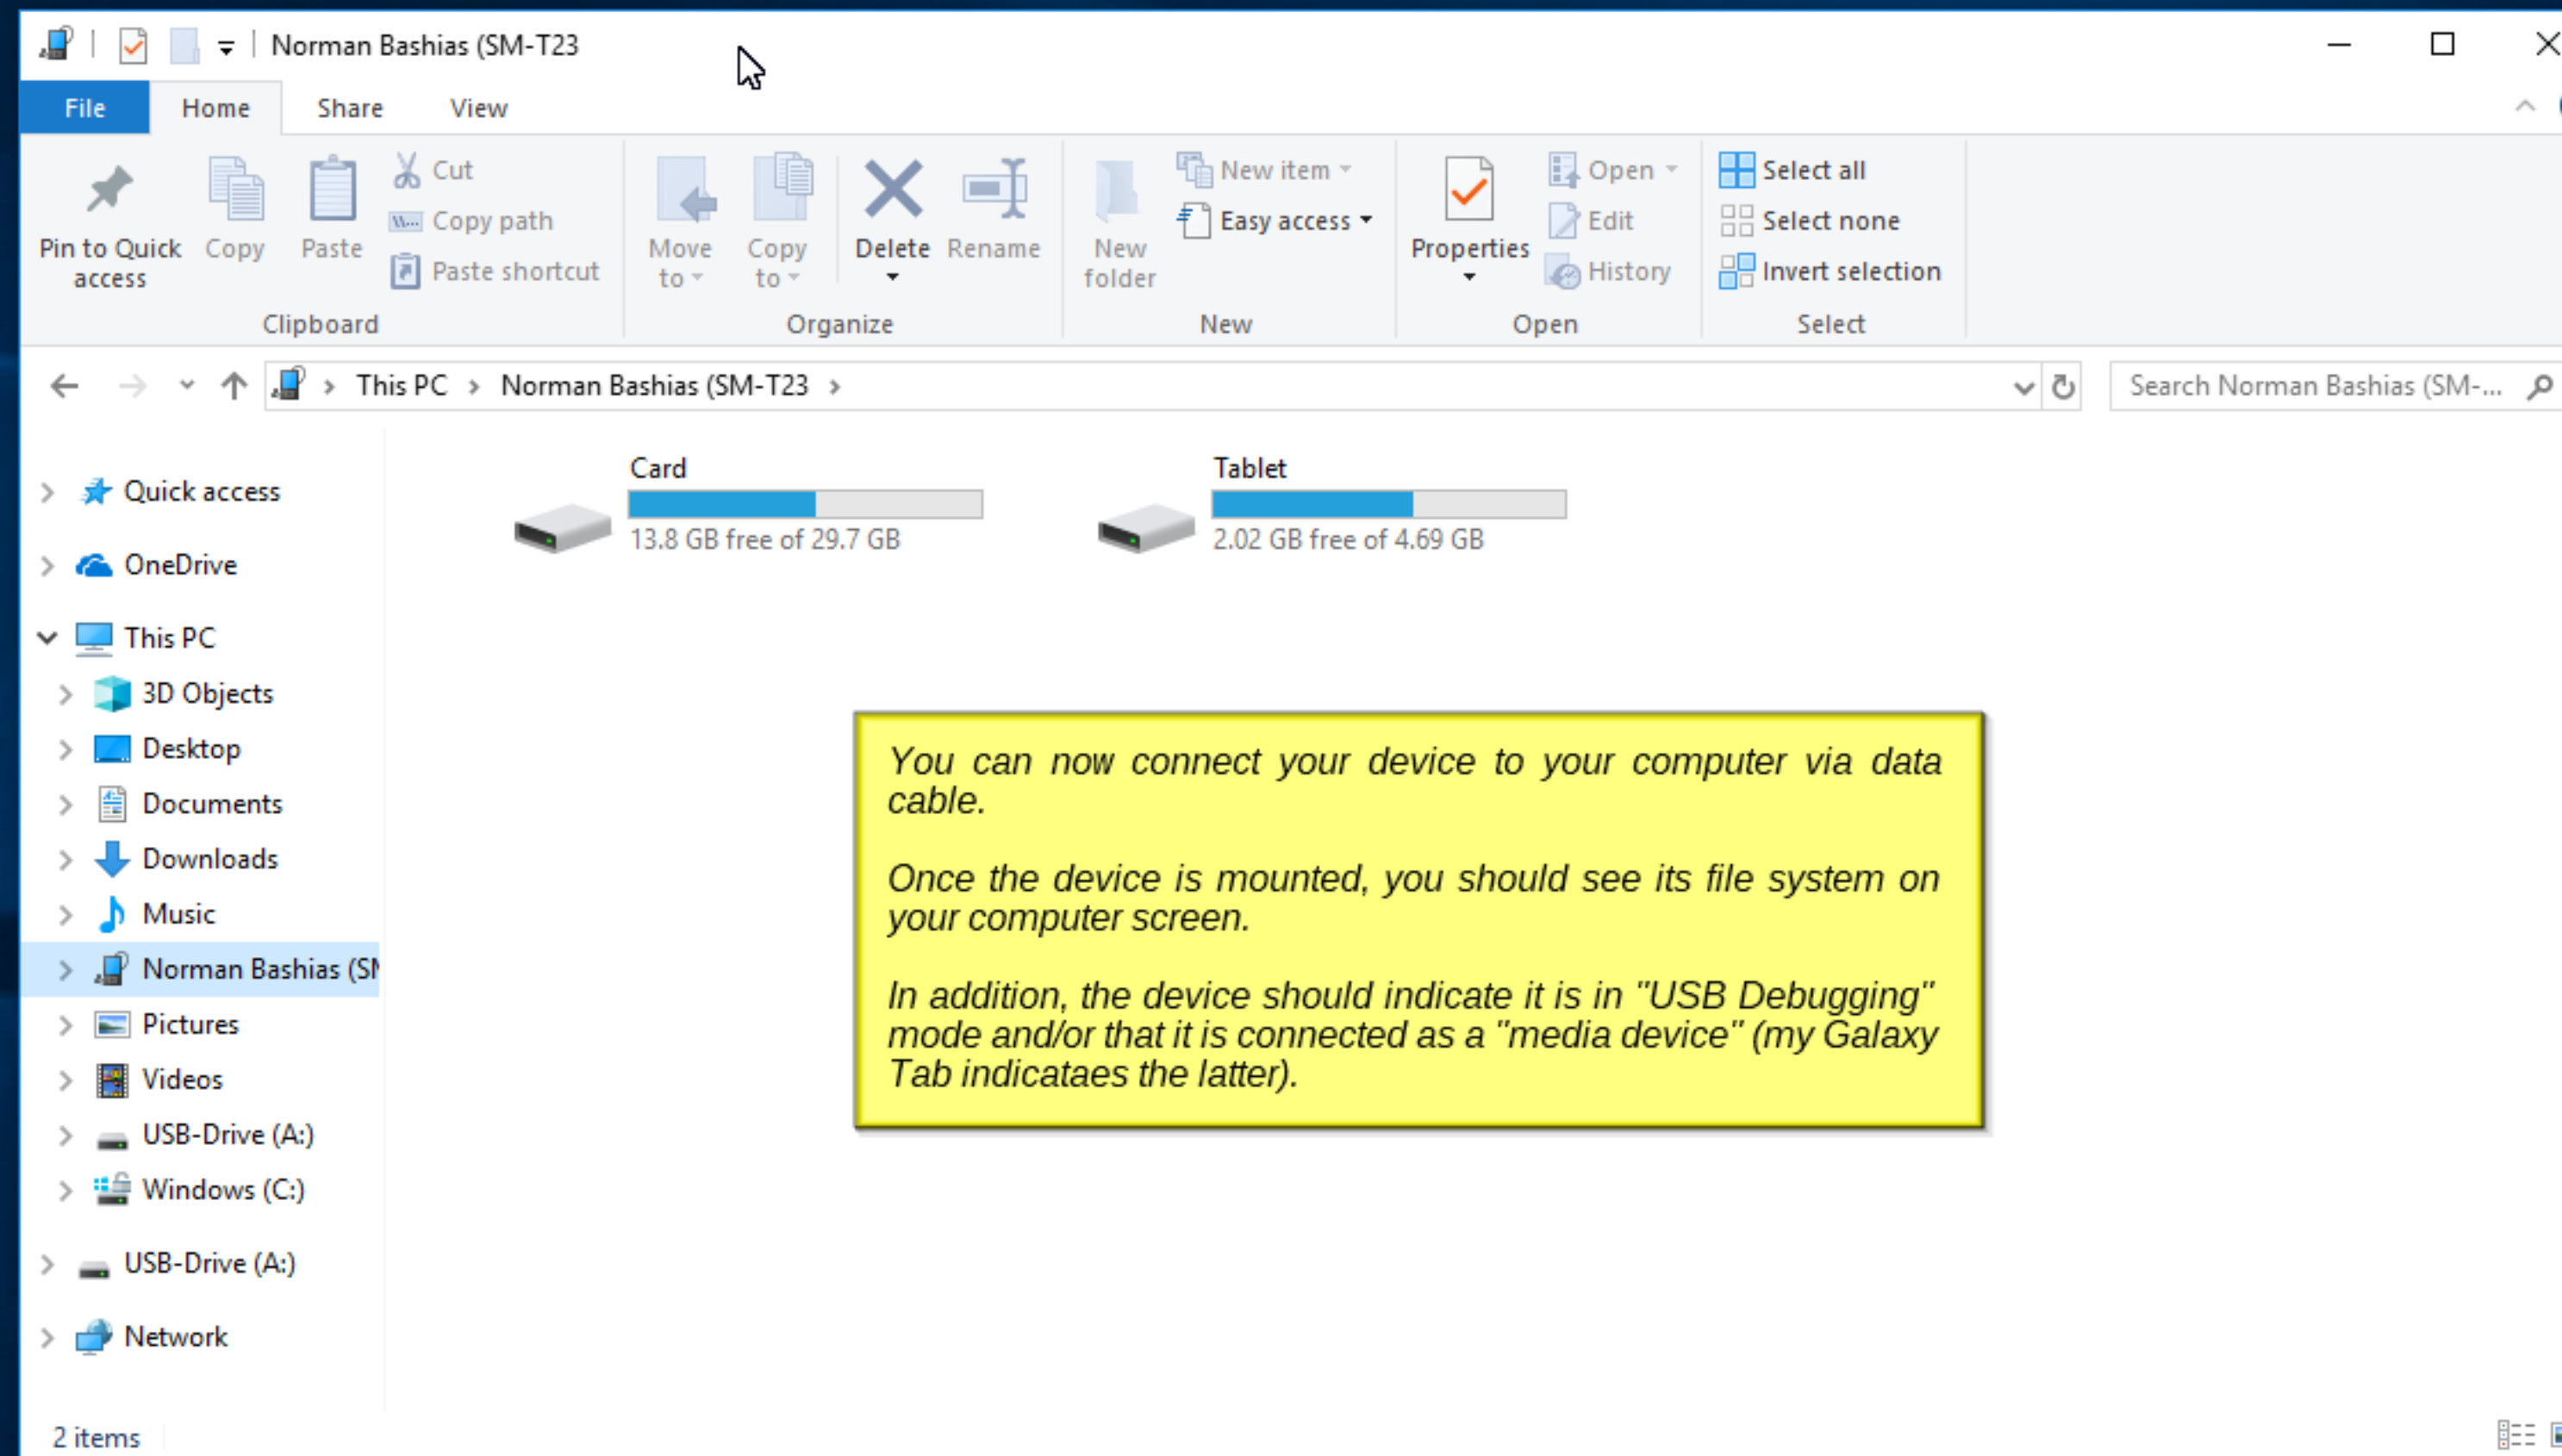 Norman Bashias (SM-T23
File Home Share View
Pin to Quick
access
Copy
Paste
Cut
Copy path
Paste shortcut
Clipboard
Move
to
Copy
to
Delete
Rename
Organize
New
folder
New item
Easy access
New
Properties
Open
Edit
History
Open
Select all
Select none
Invert selection
Select
This PC Norman Bashias (SM-T23
Search Norman Bashias (SM-...
Quick access
OneDrive
This PC
3D Objects
Desktop
Documents
Downloads
Music
Norman Bashias (SM
Pictures
Videos
USB-Drive (A:)
Windows (C:)
USB-Drive (A:)
Network
Card
13.8 GB free of 29.7 GB
Tablet
2.02 GB free of 4.69 GB
You can now connect your device to your computer via data
cable.
Once the device is mounted, you should see its file system on
your computer screen.
In addition, the device should indicate it is in "USB Debugging"
mode and/or that it is connected as a "media device" (my Galaxy
Tab indicataes the latter).
2 items